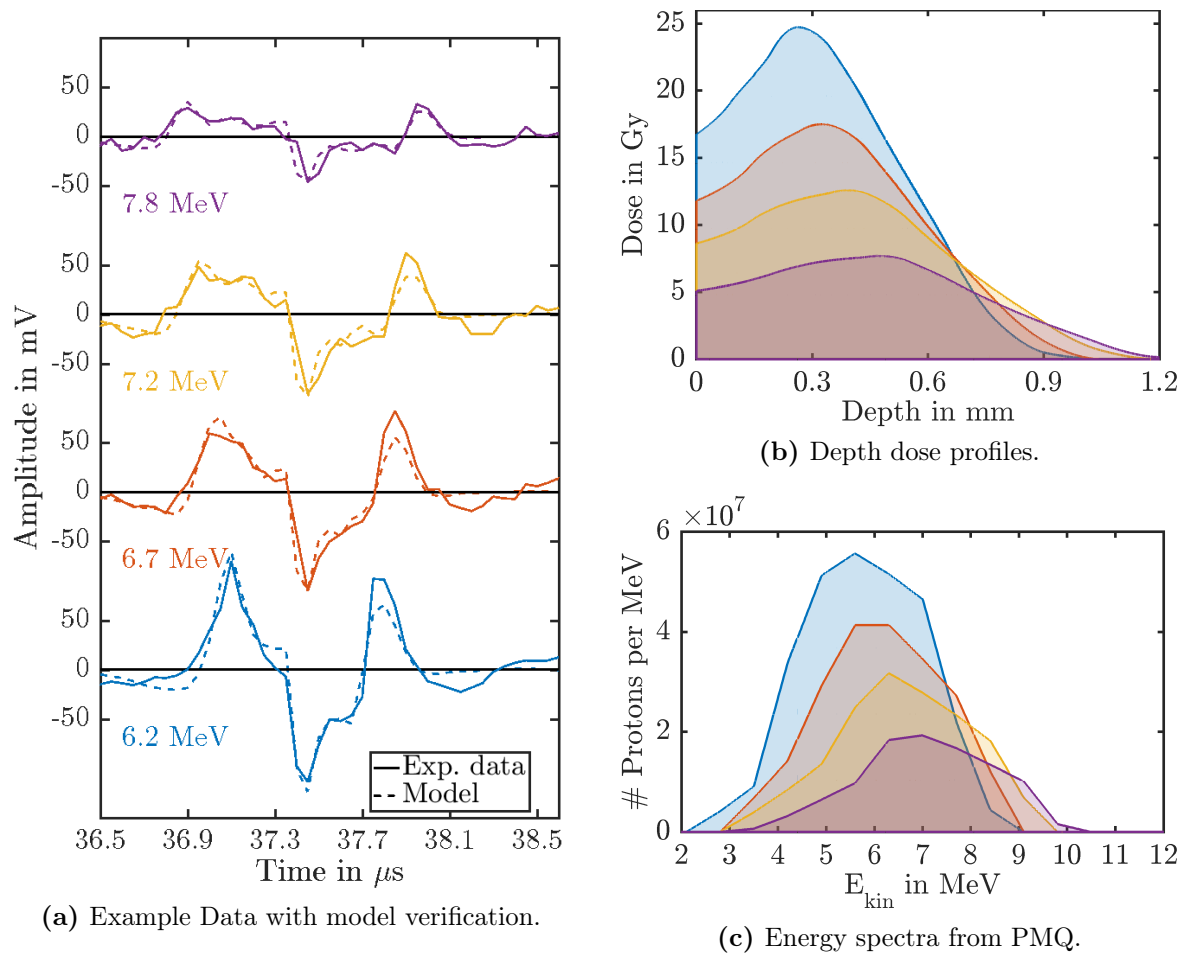 Amplitude in mV
50
0
-50
7.8 MeV
50
0
-50
7.2 MeV
50
0
-50
6.7 MeV
50
0
-50
6.2 MeV
Exp. data
Model
36.5 36.9 37.3 37.7 38.1 38.5
Time in μs
(a) Example Data with model verification.
Dose in Gy
25
20
15
10
5
0
0 0.3 0.6 0.9 1.2
Depth in mm
(b) Depth dose profiles.
# Protons per MeV
×10^7
6
4
2
0
2 3 4 5 6 7 8 9 10 11 12
E_kin in MeV
(c) Energy spectra from PMQ.